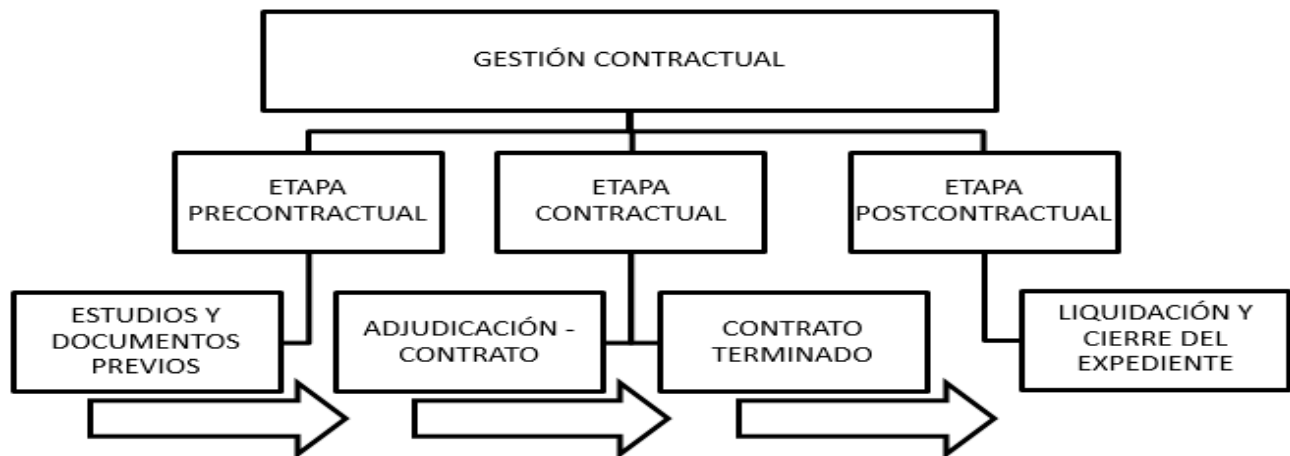 GESTIÓN CONTRACTUAL
ETAPA
PRECONTRACTUAL
ETAPA
CONTRACTUAL
ETAPA
POSTCONTRACTUAL
ESTUDIOS Y
DOCUMENTOS
PREVIOS
ADJUDICACIÓN -
CONTRATO
CONTRATO
TERMINADO
LIQUIDACIÓN Y
CIERRE DEL
EXPEDIENTE